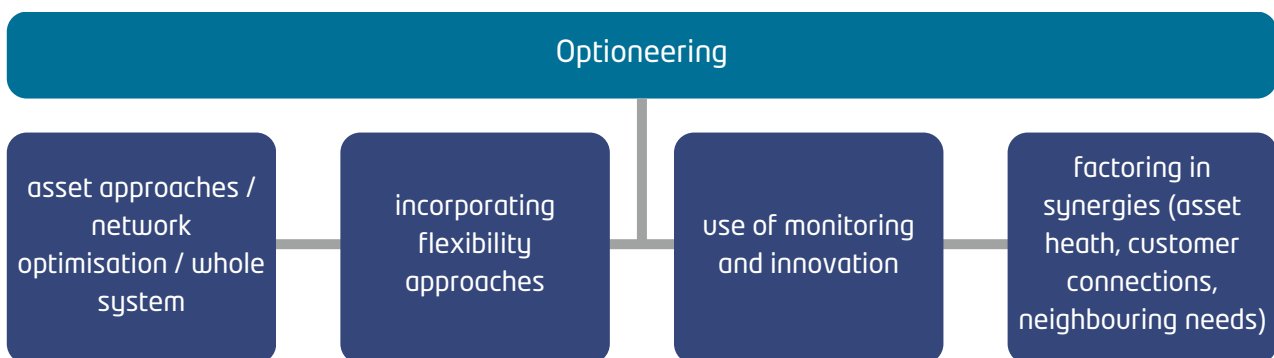 Optioneering
asset approaches /
network
optimisation / whole
system
incorporating
flexibility
approaches
use of monitoring
and innovation
factoring in
synergies (asset
heath, customer
connections,
neighbouring needs)